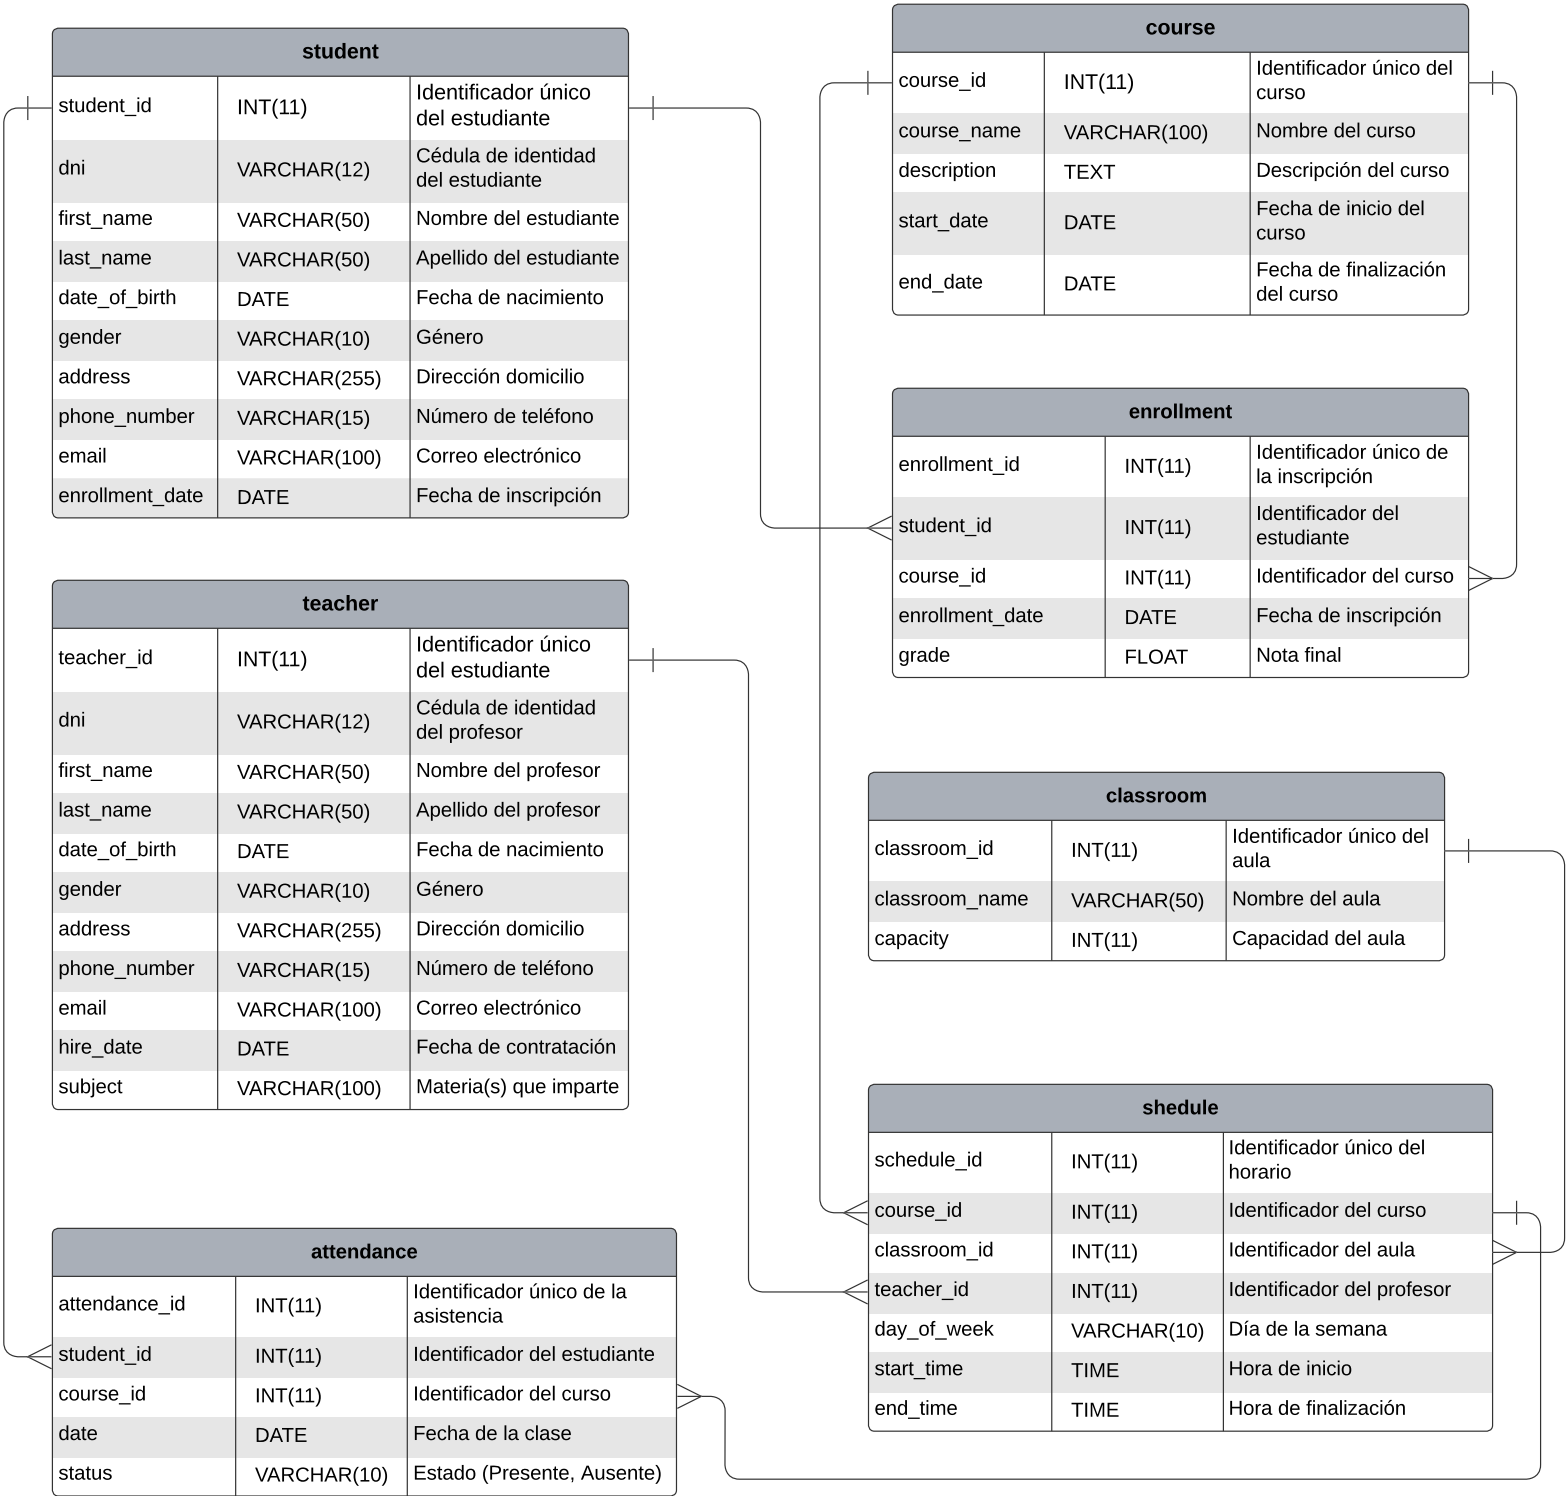 student
student_id INT(11) Identificador único
del estudiante
dni VARCHAR(12) Cédula de identidad
del estudiante
first_name VARCHAR(50) Nombre del estudiante
last_name VARCHAR(50) Apellido del estudiante
date_of_birth DATE Fecha de nacimiento
gender VARCHAR(10) Género
address VARCHAR(255) Dirección domicilio
phone_number VARCHAR(15) Número de teléfono
email VARCHAR(100) Correo electrónico
enrollment_date DATE Fecha de inscripción
teacher
teacher_id INT(11) Identificador único
del estudiante
dni VARCHAR(12) Cédula de identidad
del profesor
first_name VARCHAR(50) Nombre del profesor
last_name VARCHAR(50) Apellido del profesor
date_of_birth DATE Fecha de nacimiento
gender VARCHAR(10) Género
address VARCHAR(255) Dirección domicilio
phone_number VARCHAR(15) Número de teléfono
email VARCHAR(100) Correo electrónico
hire_date DATE Fecha de contratación
subject VARCHAR(100) Materia(s) que imparte
attendance
attendance_id INT(11) Identificador único de la
asistencia
student_id INT(11) Identificador del estudiante
course_id INT(11) Identificador del curso
date DATE Fecha de la clase
status VARCHAR(10) Estado (Presente, Ausente)
course
course_id INT(11) Identificador único del
curso
course_name VARCHAR(100) Nombre del curso
description TEXT Descripción del curso
start_date DATE Fecha de inicio del
curso
end_date DATE Fecha de finalización
del curso
enrollment
enrollment_id INT(11) Identificador único de
la inscripción
student_id INT(11) Identificador del
estudiante
course_id INT(11) Identificador del curso
enrollment_date DATE Fecha de inscripción
grade FLOAT Nota final
classroom
classroom_id INT(11) Identificador único del
aula
classroom_name VARCHAR(50) Nombre del aula
capacity INT(11) Capacidad del aula
shedule
schedule_id INT(11) Identificador único del
horario
course_id INT(11) Identificador del curso
classroom_id INT(11) Identificador del aula
teacher_id INT(11) Identificador del profesor
day_of_week VARCHAR(10) Día de la semana
start_time TIME Hora de inicio
end_time TIME Hora de finalización